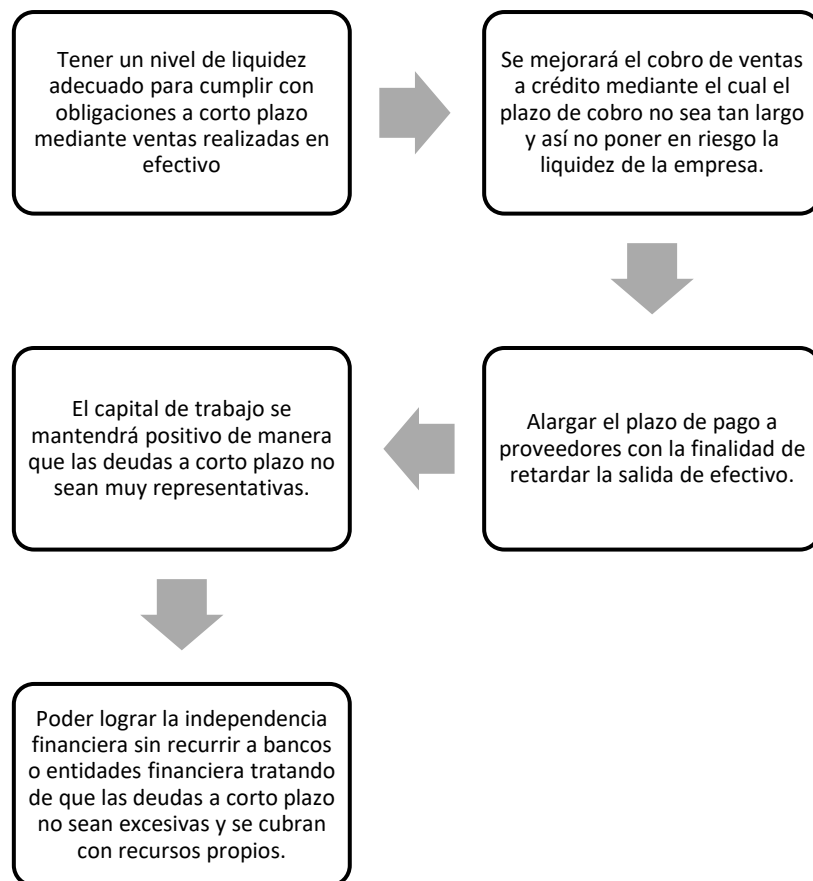 Tener un nivel de liquidez
adecuado para cumplir con
obligaciones a corto plazo
mediante ventas realizadas en
efectivo
Se mejorará el cobro de ventas
a crédito mediante el cual el
plazo de cobro no sea tan largo
y así no poner en riesgo la
liquidez de la empresa.
Alargar el plazo de pago a
proveedores con la finalidad de
retardar la salida de efectivo.
El capital de trabajo se
mantendrá positivo de manera
que las deudas a corto plazo no
sean muy representativas.
Poder lograr la independencia
financiera sin recurrir a bancos
o entidades financiera tratando
de que las deudas a corto plazo
no sean excesivas y se cubran
con recursos propios.